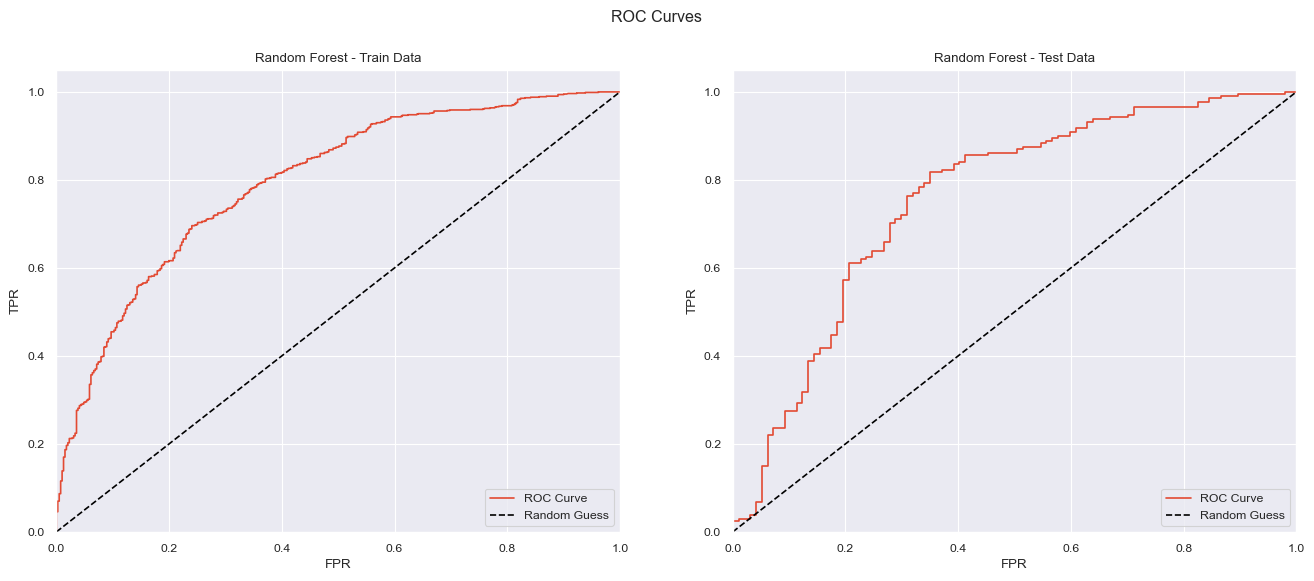 ROC Curves
Random Forest - Train Data
1.0
0.8
0.6
0.4
0.2
0.0
TPR
0.0 0.2 0.4 0.6 0.8 1.0
FPR
ROC Curve
Random Guess
Random Forest - Test Data
1.0
0.8
0.6
0.4
0.2
0.0
TPR
0.0 0.2 0.4 0.6 0.8 1.0
FPR
ROC Curve
Random Guess